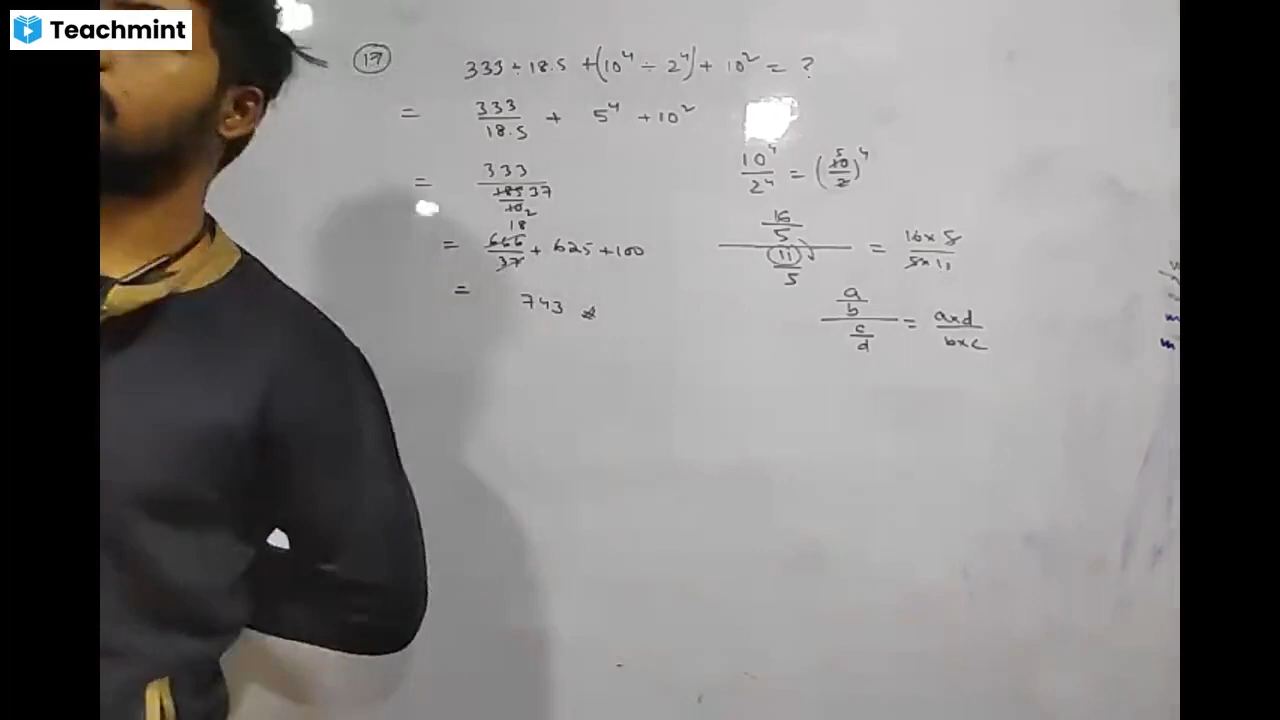 Teachmint
17
333 ÷ 18.5 + (10⁴ ÷ 2⁴) + 10² = ?
= 333/18.5 + 5⁴ + 10²
10⁴/2⁴ = (10/2)⁴ 5
= 333/(185/10) 37 2
(16/5)/(11/5) = 16×5/5×11
= 666/37 + 625 + 100 18
(a/b)/(c/d) = a×d/b×c
= 743